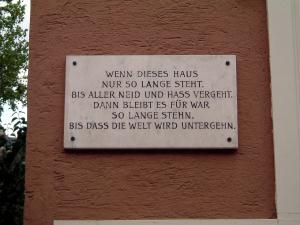 WENN DIESES HAUS
NUR SO LANGE STEHT.
BIS ALLER NEID UND HASS VERGEHT.
DANN BLEIBT ES FÜR WAR
SO LANGE STEHN.
BIS DASS DIE WELT WIRD UNTERGEHN.